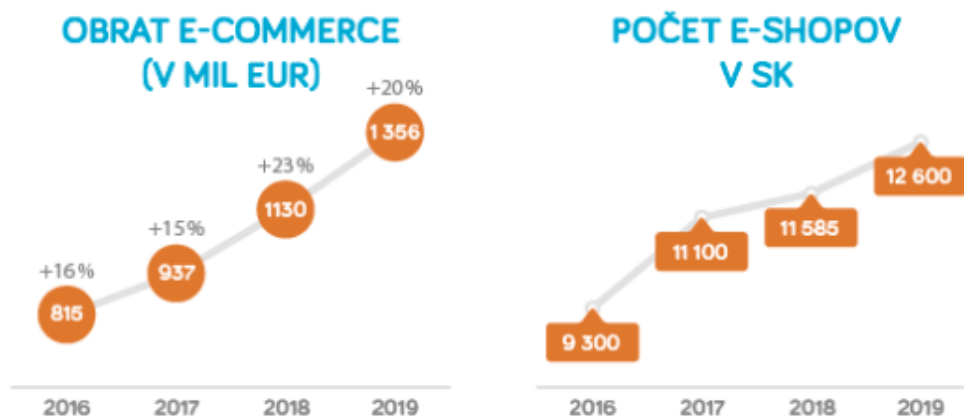 OBRAT E-COMMERCE
(V MIL EUR)
+20%
1 356
+23%
1130
+15%
937
+16%
815
2016 2017 2018 2019
POČET E-SHOPOV
V SK
12 600
11 585
11 100
9 300
2016 2017 2018 2019